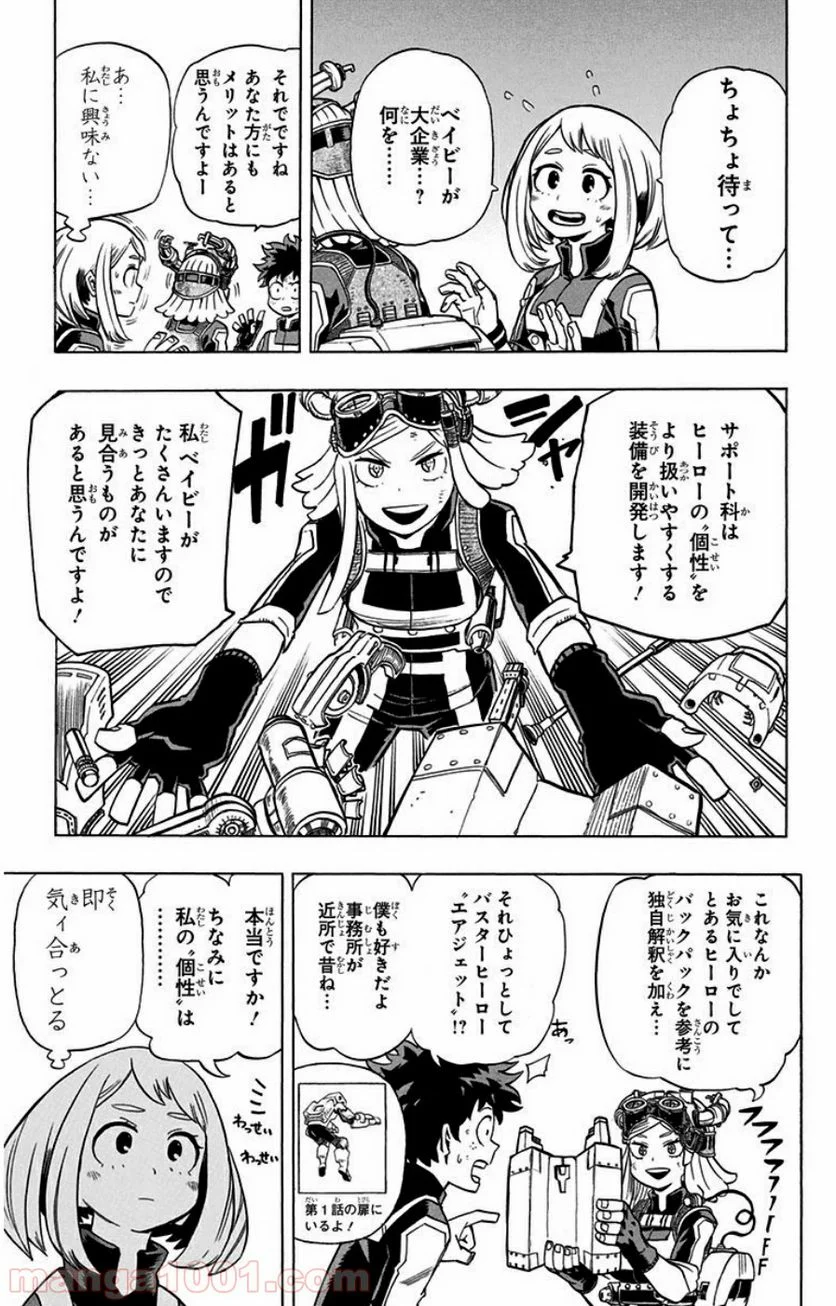 ちょちょ待って…
ベイビーが
大企業…？
何を……
それでですね
あなた方にも
メリットはあると
思うんですよー
あ…
私に興味ない…
サポート科は
ヒーローの〝個性〟を
より扱いやすくする
装備を開発します！
私 ベイビーが
たくさんいますので
きっとあなたに
見合うものが
あると思うんですよ！
バッ
これなんか
お気に入りでして
とあるヒーローの
バックパックを参考に
独自解釈を加え…
それひょっとして
バスターヒーロー
〝エアジェット〟!?
あっ
僕も好きだよ
事務所が
近所で昔ね…
第1話の扉に
いるよ！
本当ですか！
ちなみに
私の〝個性〟は
………
わっせい
わっせい
即
気ィ合っとる
manga1001.com